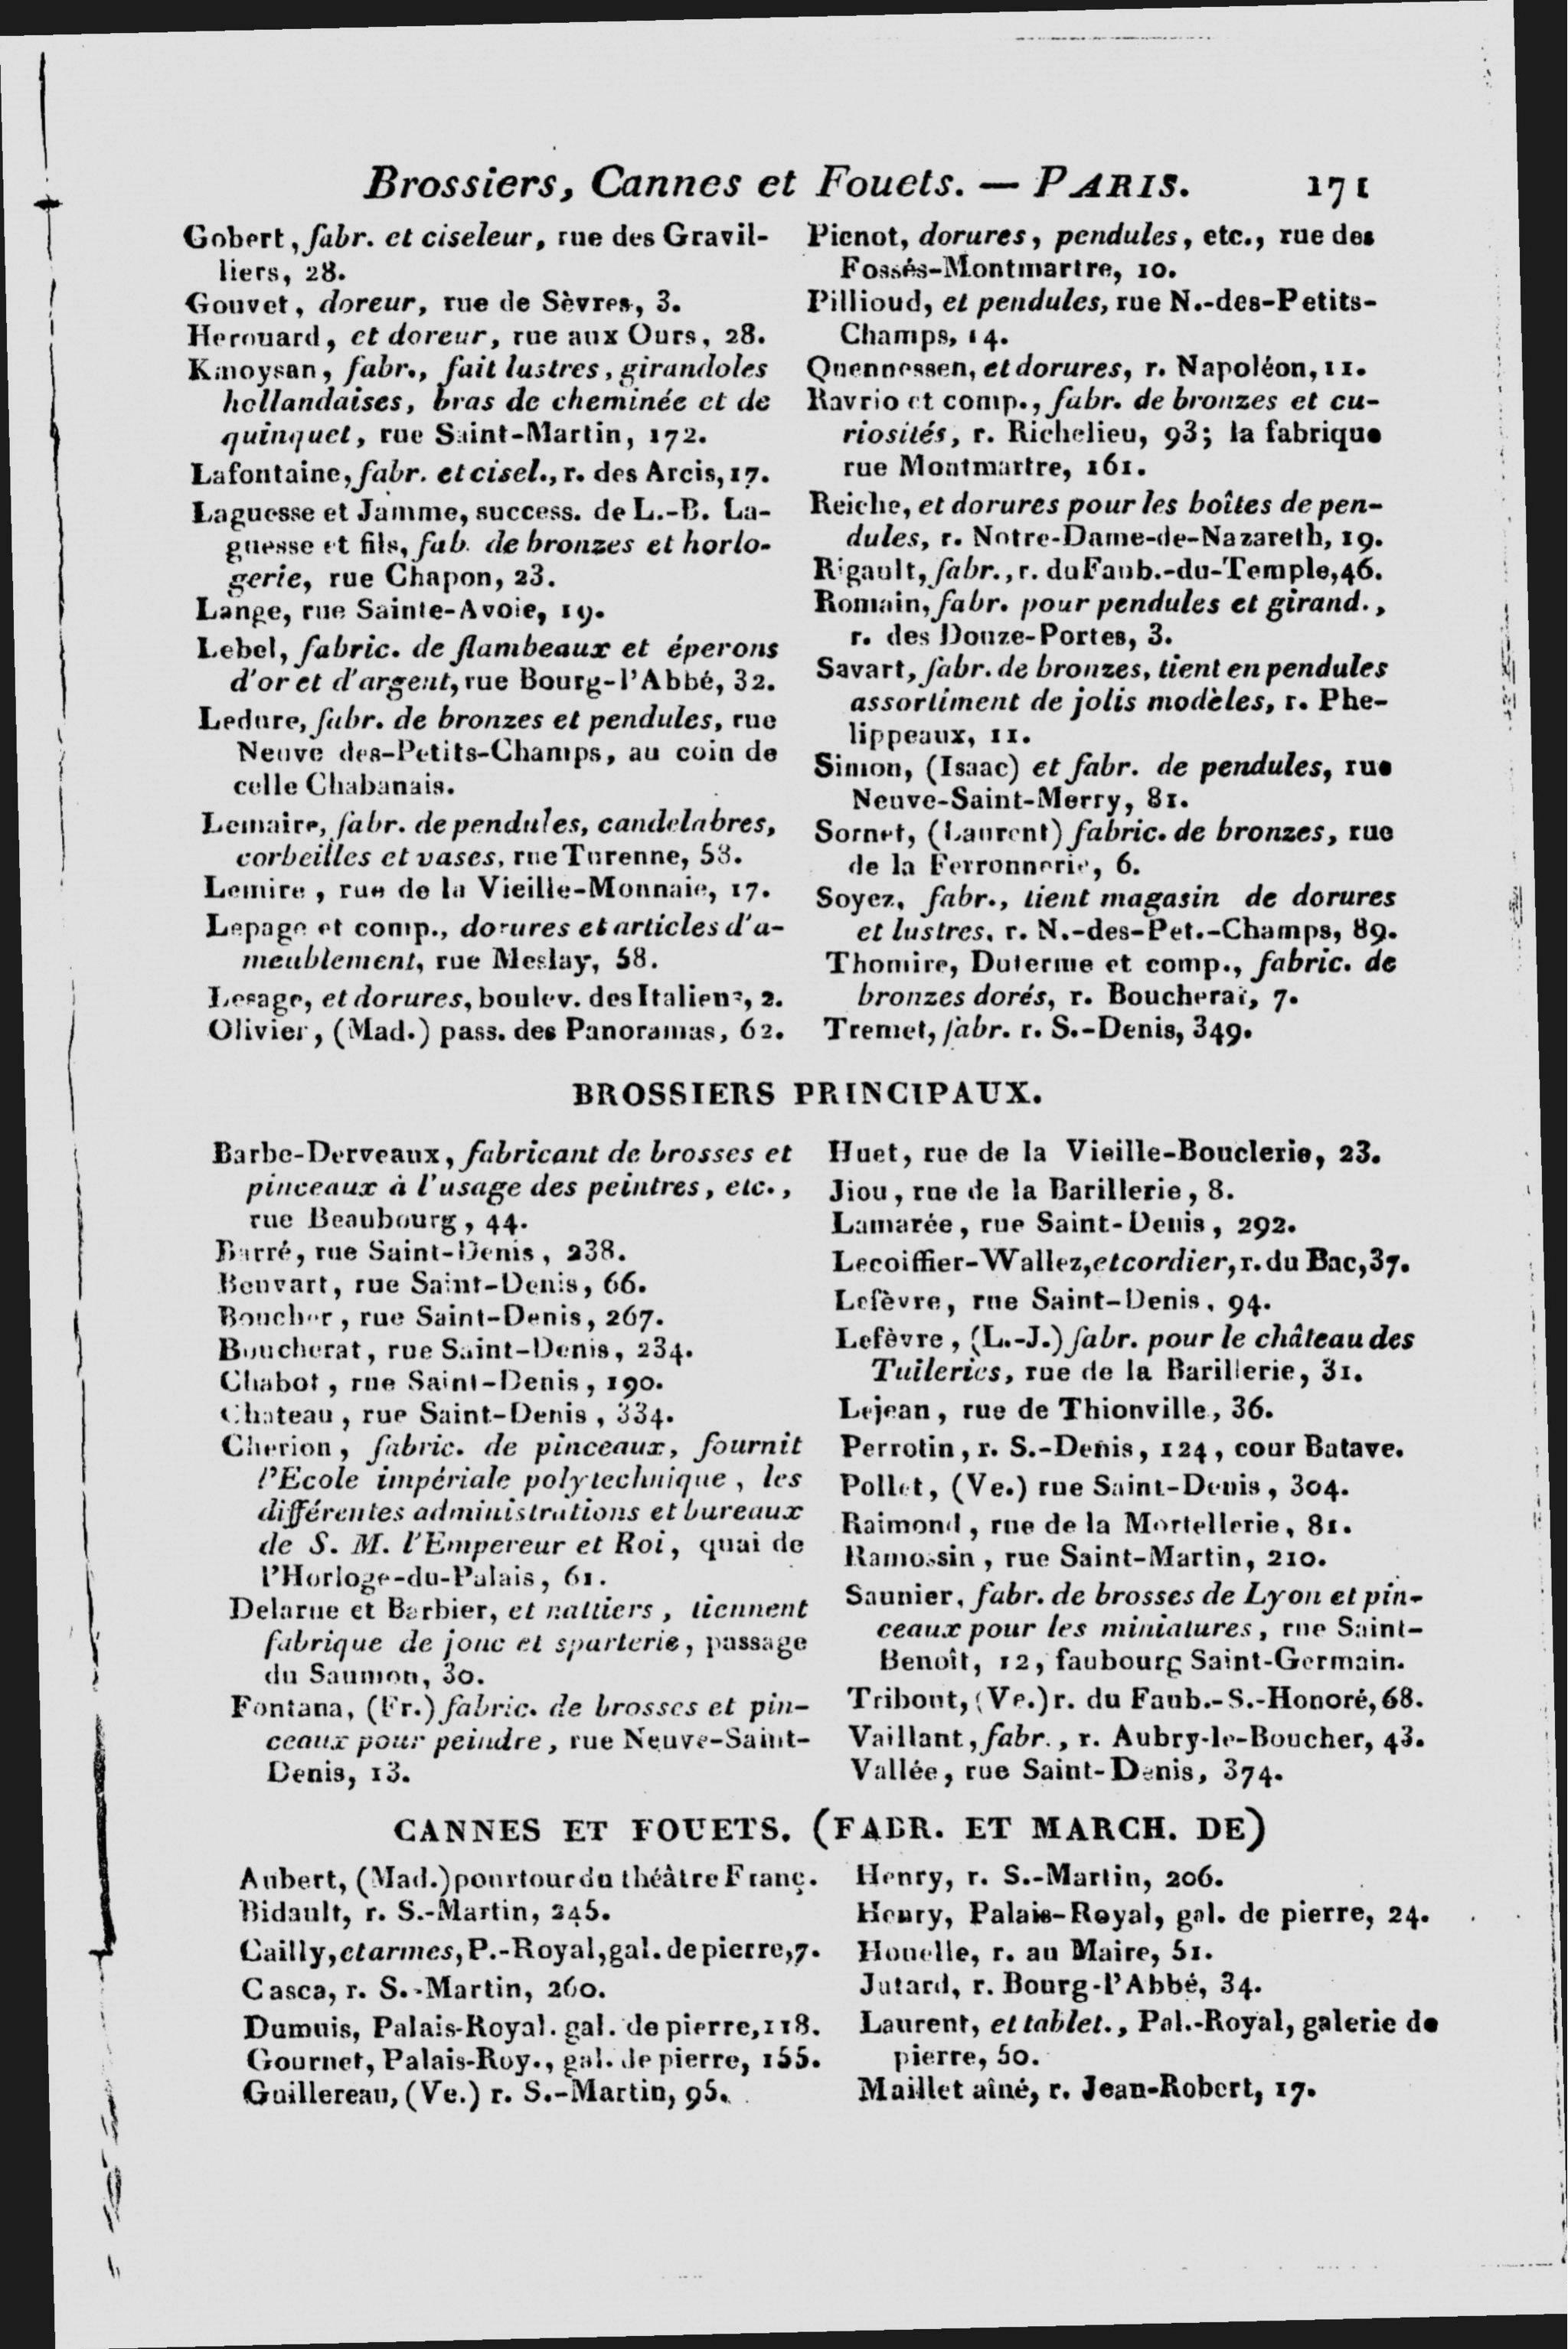 Brossiers, Cannes et Fouets. — PARIS. 171
Gobert, fabr. et ciseleur, rue des Gravil-
liers, 28.
Gouvet, doreur, rue de Sèvres, 3.
Herouard, et doreur, rue aux Ours, 28.
Kmoysan, fabr., fait lustres, girandoles
hollandaises, bras de cheminée et de
quinquet, rue Saint-Martin, 172.
Lafontaine, fabr. et cisel., r. des Arcis, 17.
Laguesse et Jamme, success. de L.-B. La-
guesse et fils, fab. de bronzes et horlo-
gerie, rue Chapon, 23.
Lange, rue Sainte-Avoie, 19.
Lebel, fabric. de flambeaux et éperons
d'or et d'argent, rue Bourg-l'Abbé, 32.
Ledure, fabr. de bronzes et pendules, rue
Neuve des-Petits-Champs, au coin de
celle Chabanais.
Lemaire, fabr. de pendules, candelabres,
corbeilles et vases, rue Turenne, 58.
Lemire, rue de la Vieille-Monnaie, 17.
Lepage et comp., dorures et articles d'a-
meublement, rue Meslay, 58.
Lesage, et dorures, boulev. des Italiens, 2.
Olivier, (Mad.) pass. des Panoramas, 62.
Picnot, dorures, pendules, etc., rue des
Fossés-Montmartre, 10.
Pillioud, et pendules, rue N.-des-Petits-
Champs, 14.
Quennessen, et dorures, r. Napoléon, 11.
Ravrio et comp., fabr. de bronzes et cu-
riosités, r. Richelieu, 93; la fabrique
rue Montmartre, 161.
Reiche, et dorures pour les boîtes de pen-
dules, r. Notre-Dame-de-Nazareth, 19.
Rigault, fabr., r. du Faub.-du-Temple, 46.
Romain, fabr. pour pendules et girand.,
r. des Douze-Portes, 3.
Savart, fabr. de bronzes, tient en pendules
assortiment de jolis modèles, r. Phe-
lippeaux, 11.
Simon, (Isaac) et fabr. de pendules, rue
Neuve-Saint-Merry, 81.
Sornet, (Laurent) fabric. de bronzes, rue
de la Ferronnerie, 6.
Soyez, fabr., tient magasin de dorures
et lustres, r. N.-des-Pet.-Champs, 89.
Thomire, Duterme et comp., fabric. de
bronzes dorés, r. Boucherat, 7.
Tremet, fabr. r. S.-Denis, 349.
BROSSIERS PRINCIPAUX.
Barbe-Derveaux, fabricant de brosses et
pinceaux à l'usage des peintres, etc.,
rue Beaubourg, 44.
Barré, rue Saint-Denis, 238.
Bouvart, rue Saint-Denis, 66.
Boucher, rue Saint-Denis, 267.
Boucherat, rue Saint-Denis, 234.
Chabot, rue Saint-Denis, 190.
Chateau, rue Saint-Denis, 334.
Cherion, fabric. de pinceaux, fournit
l'Ecole impériale polytechnique, les
différentes administrations et bureaux
de S. M. l'Empereur et Roi, quai de
l'Horloge-du-Palais, 61.
Delarue et Barbier, et nattiers, tiennent
fabrique de jonc et sparterie, passage
du Saumon, 30.
Fontana, (Fr.) fabric. de brosses et pin-
ceaux pour peindre, rue Neuve-Saint-
Denis, 13.
Huet, rue de la Vieille-Bouclerie, 23.
Jiou, rue de la Barillerie, 8.
Lamarée, rue Saint-Denis, 292.
Lecoiffier-Wallez, et cordier, r. du Bac, 37.
Lefèvre, rue Saint-Denis, 94.
Lefèvre, (L.-J.) fabr. pour le château des
Tuileries, rue de la Barillerie, 31.
Lejean, rue de Thionville, 36.
Perrotin, r. S.-Denis, 124, cour Batave.
Pollet, (Ve.) rue Saint-Denis, 304.
Raimond, rue de la Mortellerie, 81.
Ramossin, rue Saint-Martin, 210.
Saunier, fabr. de brosses de Lyon et pin-
ceaux pour les miniatures, rue Saint-
Benoît, 12, faubourg Saint-Germain.
Tribout, (Ve.) r. du Faub.-S.-Honoré, 68.
Vaillant, fabr., r. Aubry-le-Boucher, 43.
Vallée, rue Saint-Denis, 374.
CANNES ET FOUETS. (FABR. ET MARCH. DE)
Aubert, (Mad.) pourtour du théâtre Franç.
Bidault, r. S.-Martin, 245.
Cailly, et armes, P.-Royal, gal. de pierre, 7.
Casca, r. S.-Martin, 260.
Dumuis, Palais-Royal. gal. de pierre, 118.
Gournet, Palais-Roy., gal. de pierre, 155.
Guillereau, (Ve.) r. S.-Martin, 95.
Henry, r. S.-Martin, 206.
Henry, Palais-Royal, gal. de pierre, 24.
Houelle, r. au Maire, 51.
Jutard, r. Bourg-l'Abbé, 34.
Laurent, et tablet., Pal.-Royal, galerie de
pierre, 50.
Maillet aîné, r. Jean-Robert, 17.